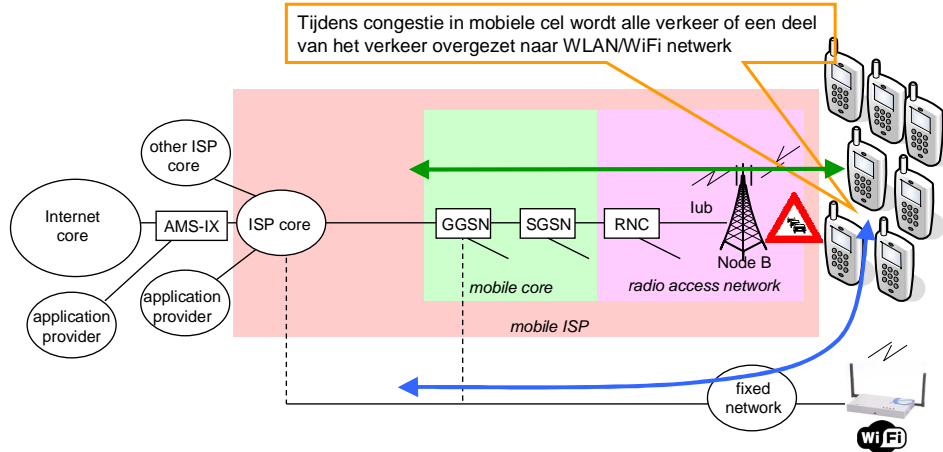 Tijdens congestie in mobiele cel wordt alle verkeer of een deel
van het verkeer overgezet naar WLAN/WiFi netwerk
other ISP
core
Internet
core
AMS-IX
ISP core
GGSN
SGSN
RNC
Iub
Node B
application
provider
application
provider
mobile core
radio access network
mobile ISP
fixed
network
Wi Fi